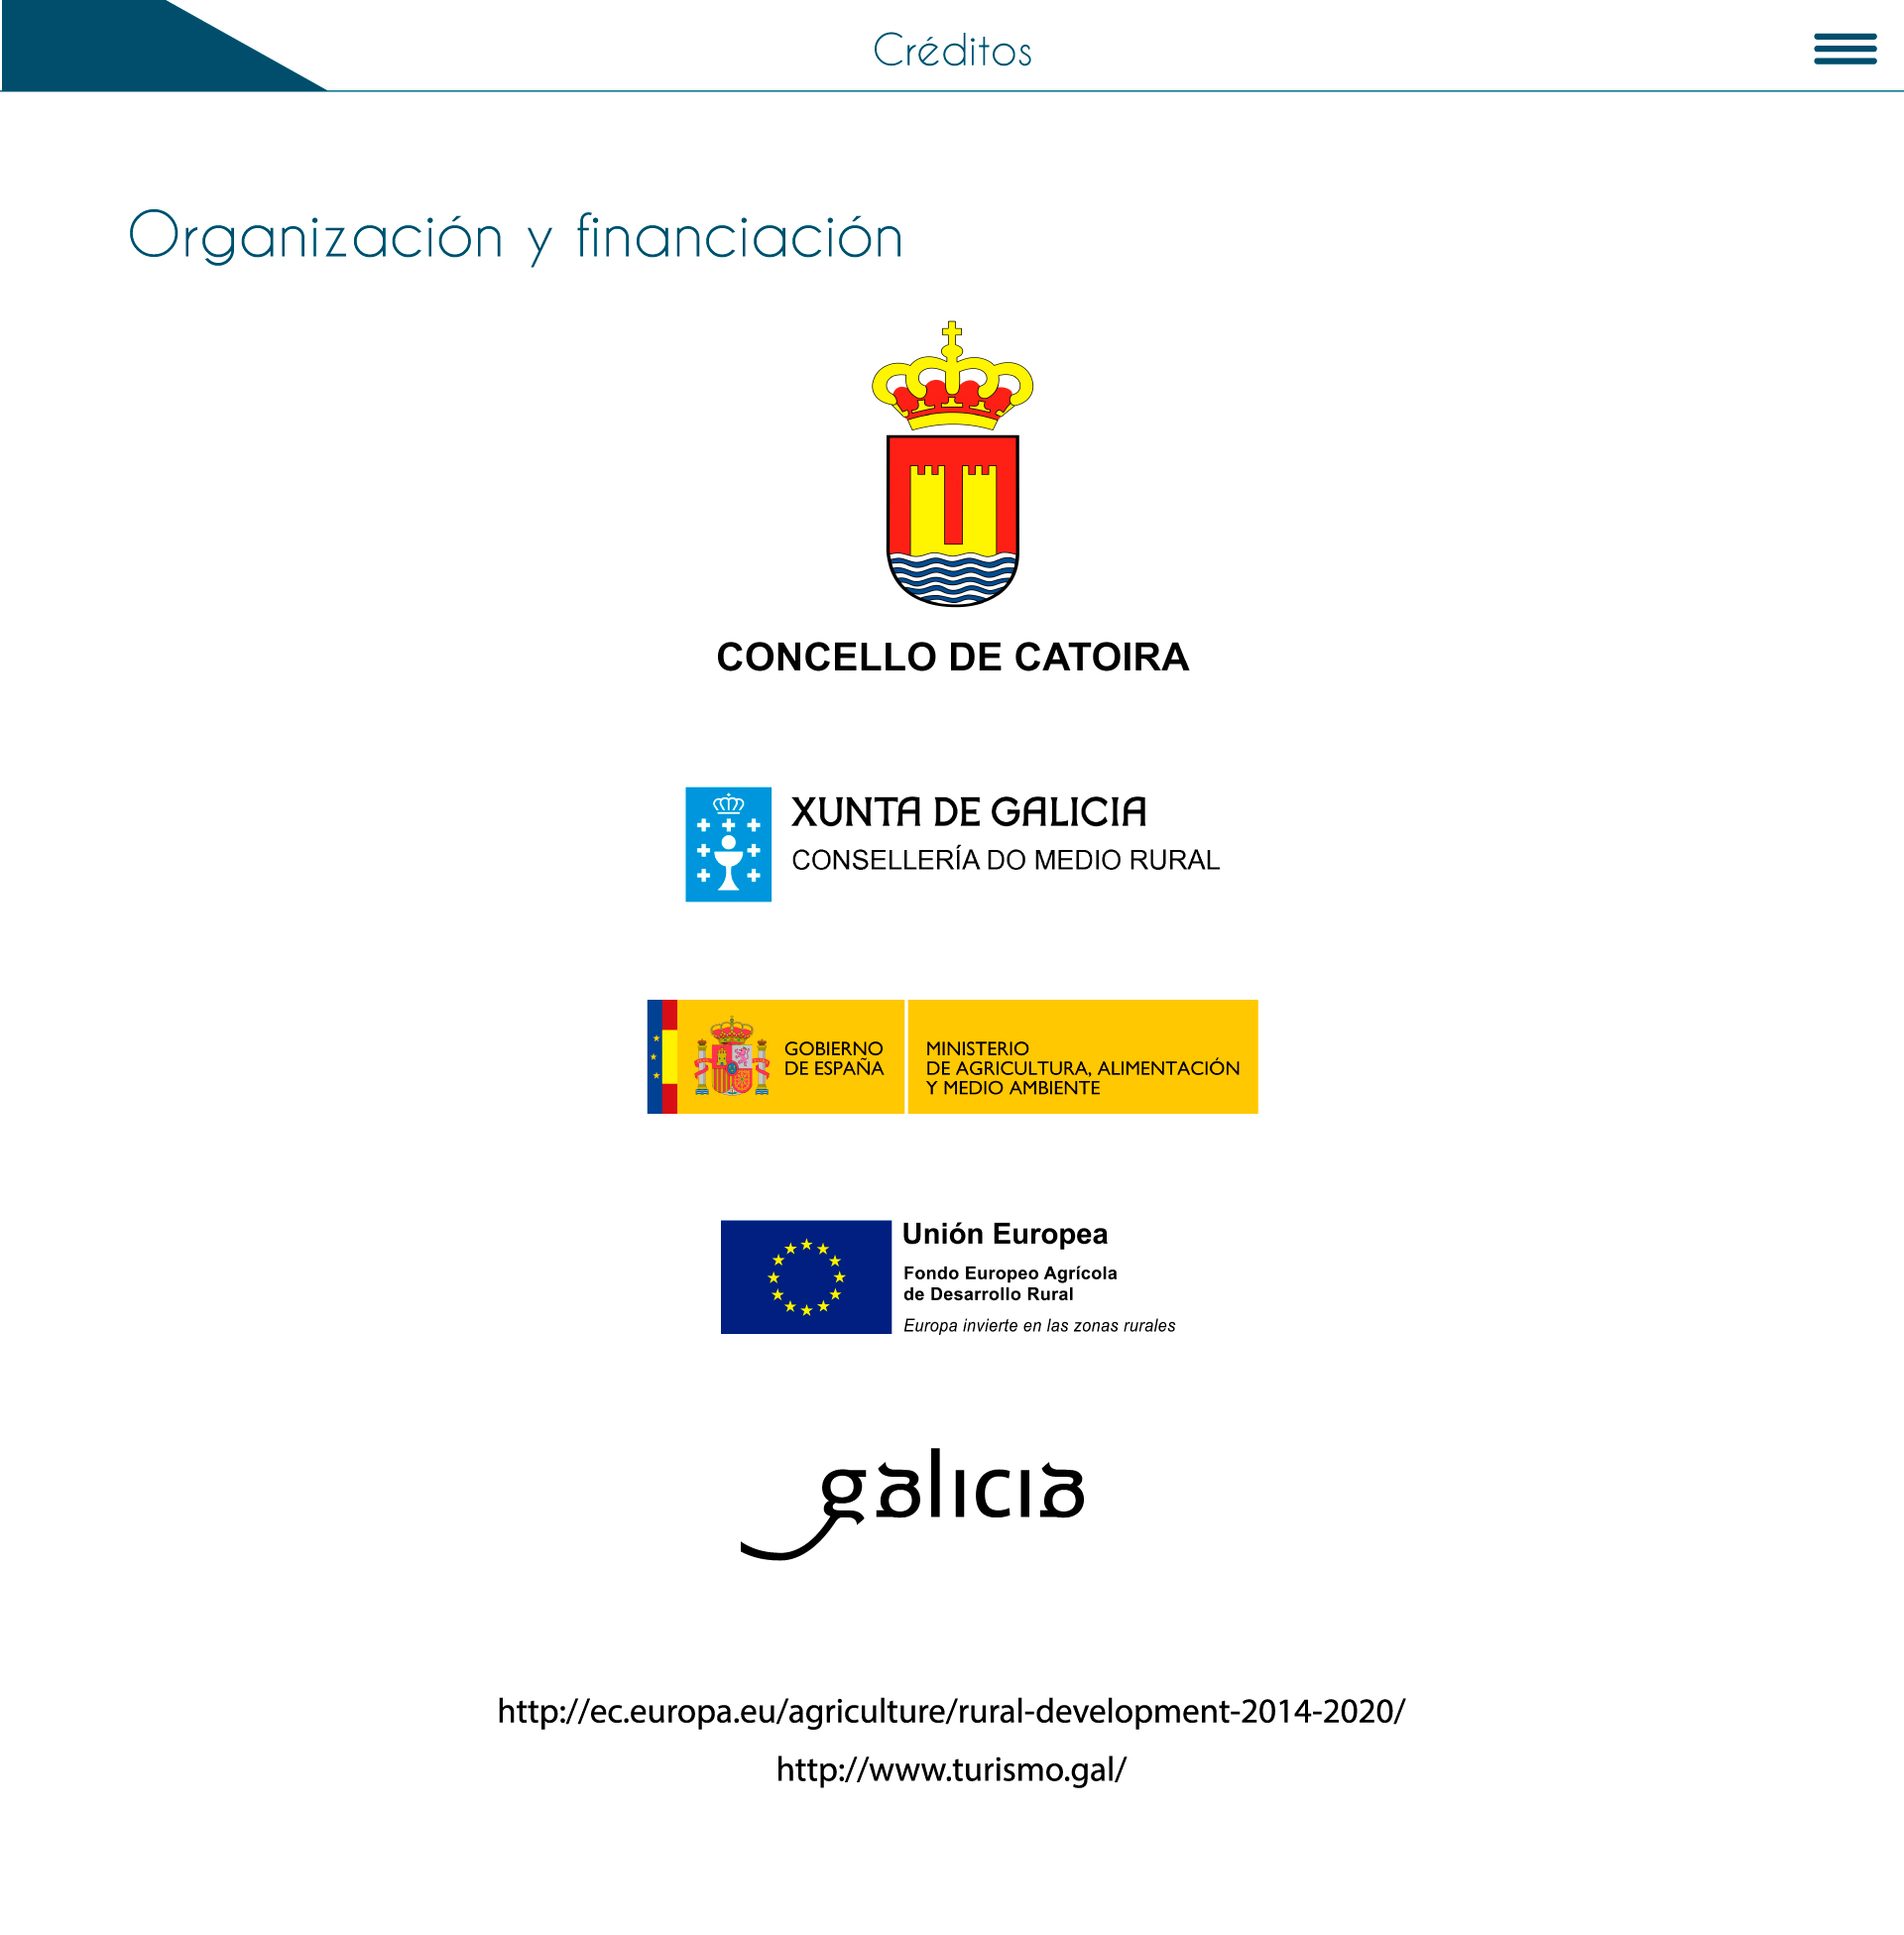 Créditos
Organización y financiación
CONCELLO DE CATOIRA
XUNTA DE GALICIA
CONSELLERÍA DO MEDIO RURAL
GOBIERNO
DE ESPAÑA
MINISTERIO
DE AGRICULTURA, ALIMENTACIÓN
Y MEDIO AMBIENTE
Unión Europea
Fondo Europeo Agrícola
de Desarrollo Rural
Europa invierte en las zonas rurales
galicia
http://ec.europa.eu/agriculture/rural-development-2014-2020/
http://www.turismo.gal/